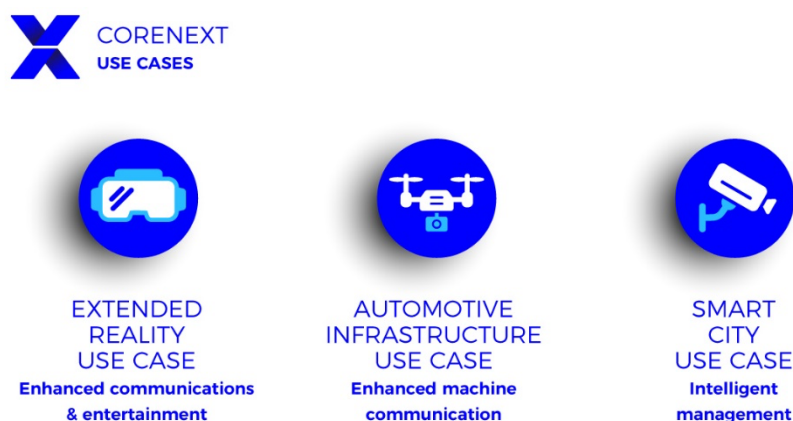 CORENEXT
USE CASES
EXTENDED
REALITY
USE CASE
Enhanced communications
& entertainment
AUTOMOTIVE
INFRASTRUCTURE
USE CASE
Enhanced machine
communication
SMART
CITY
USE CASE
Intelligent
management